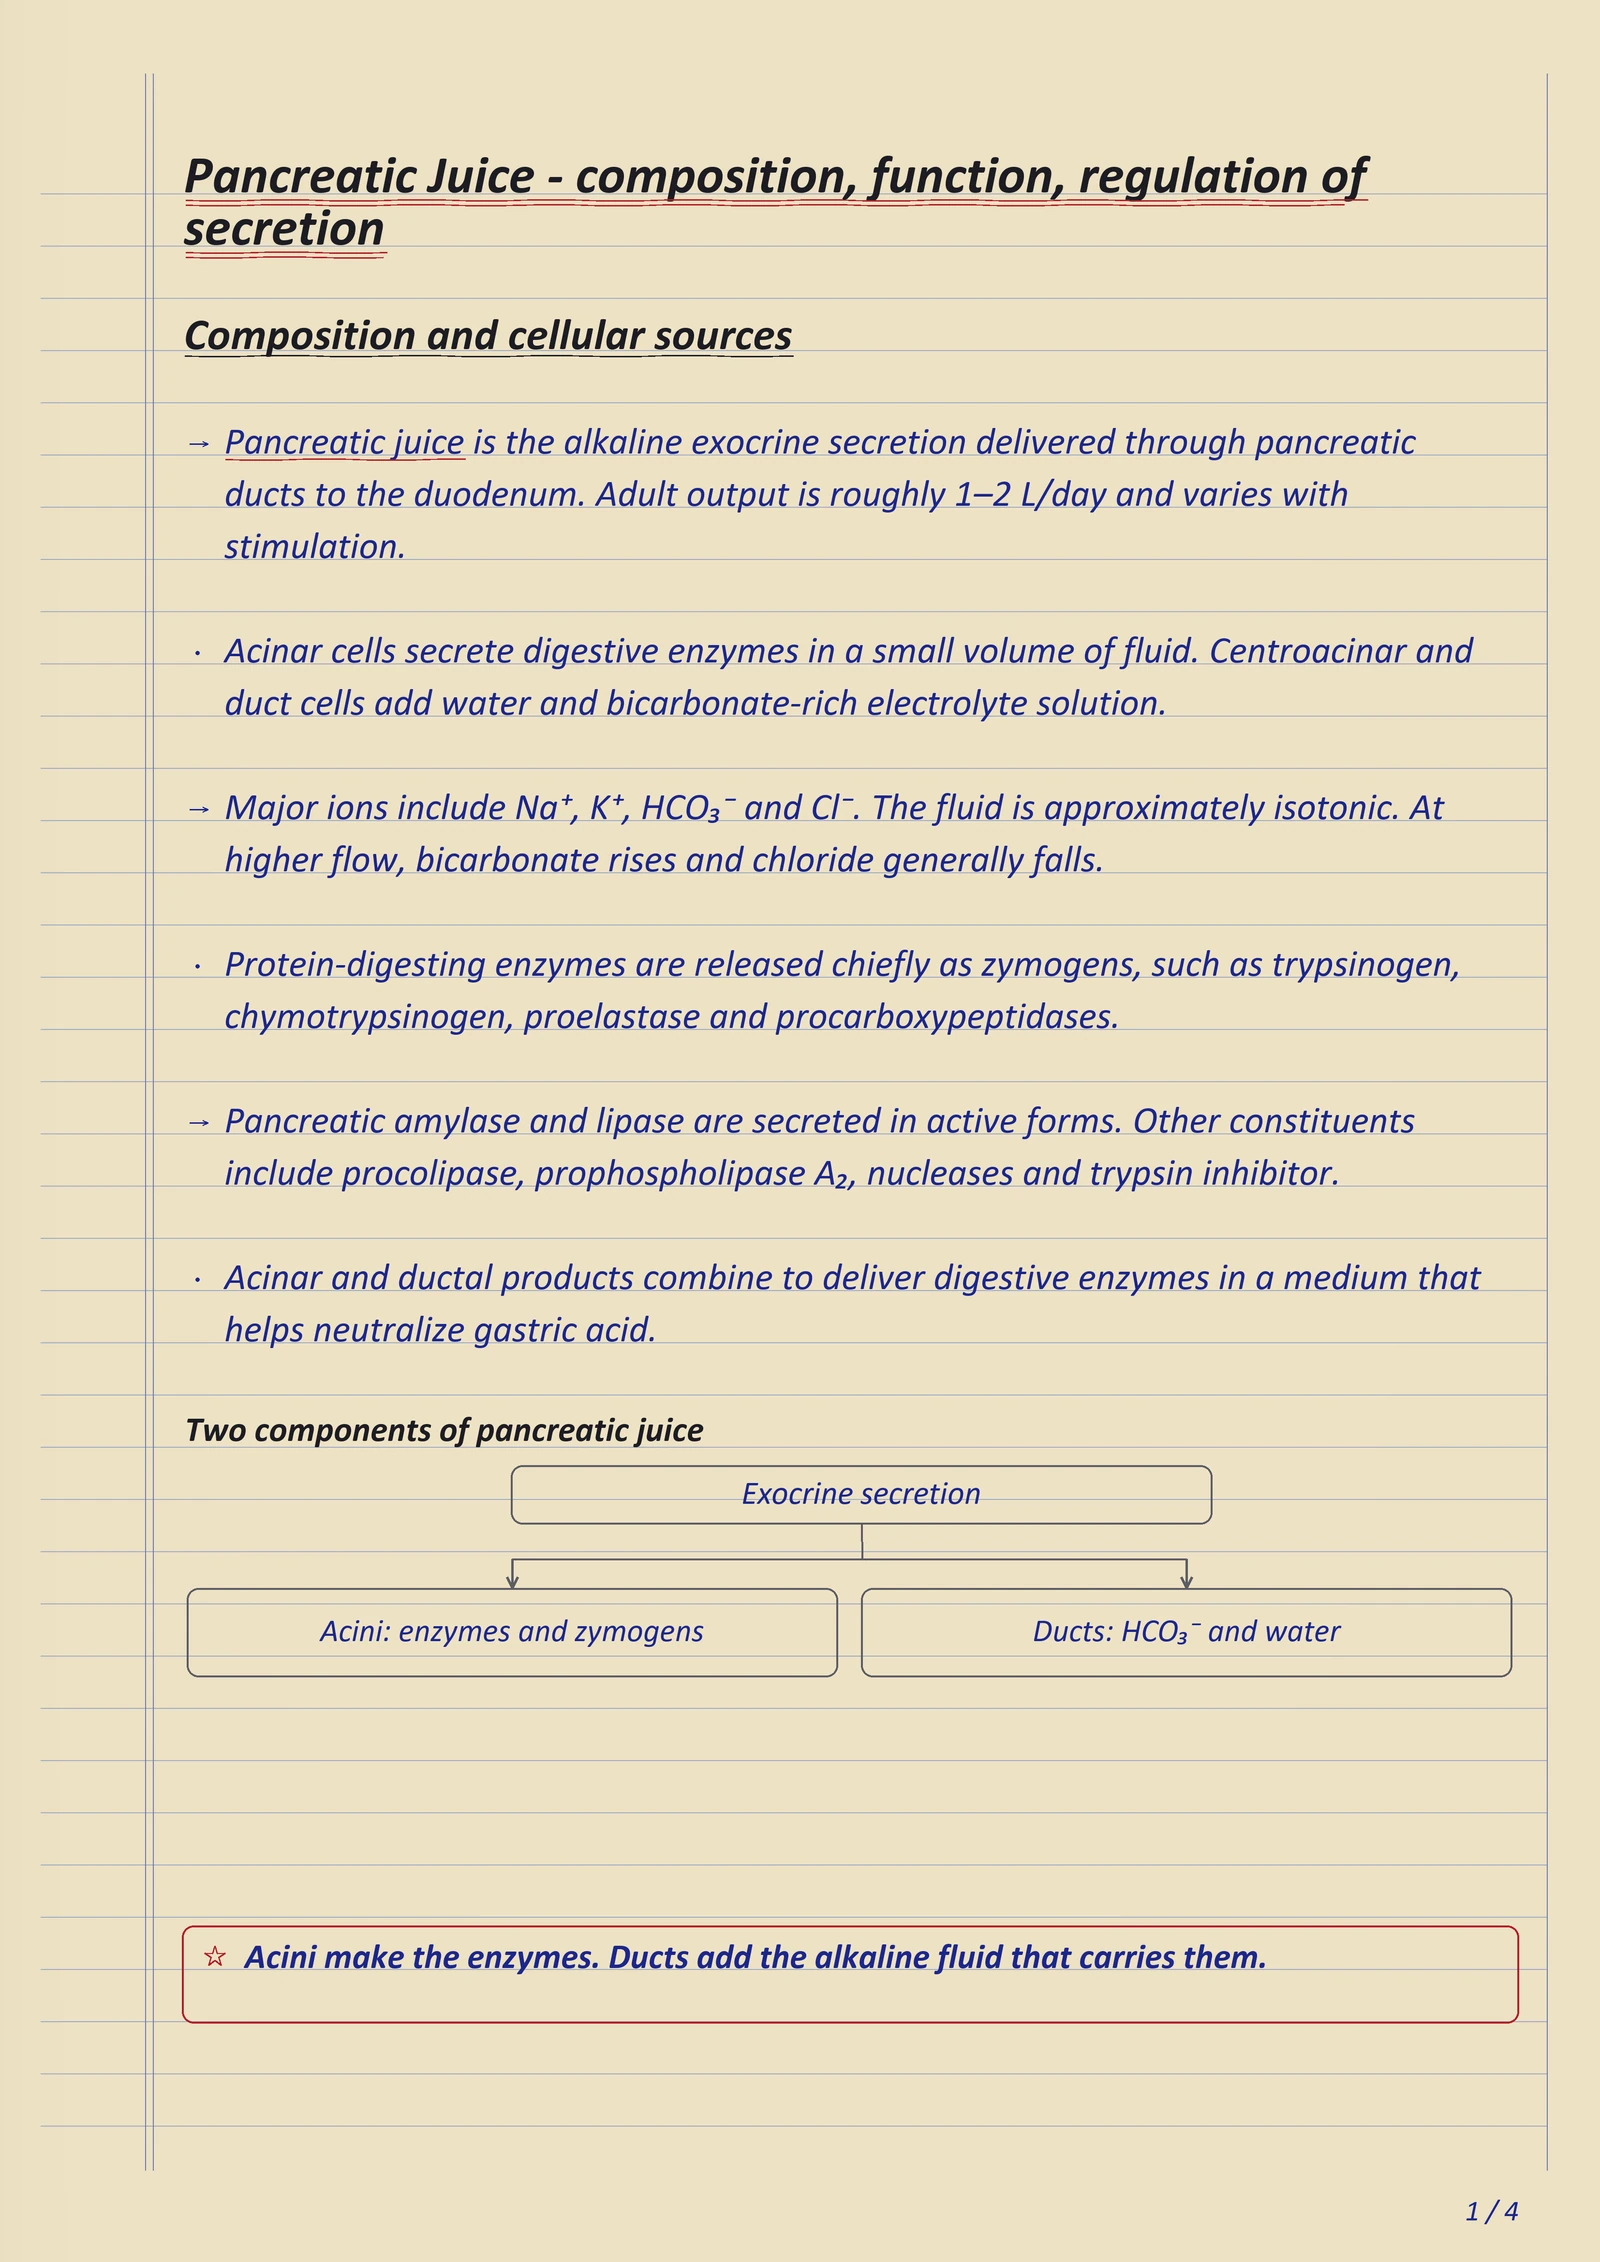 Pancreatic Juice - composition, function, regulation of
secretion
Composition and cellular sources
→ Pancreatic juice is the alkaline exocrine secretion delivered through pancreatic
ducts to the duodenum. Adult output is roughly 1–2 L/day and varies with
stimulation.
· Acinar cells secrete digestive enzymes in a small volume of fluid. Centroacinar and
duct cells add water and bicarbonate-rich electrolyte solution.
→ Major ions include Na⁺, K⁺, HCO₃⁻ and Cl⁻. The fluid is approximately isotonic. At
higher flow, bicarbonate rises and chloride generally falls.
· Protein-digesting enzymes are released chiefly as zymogens, such as trypsinogen,
chymotrypsinogen, proelastase and procarboxypeptidases.
→ Pancreatic amylase and lipase are secreted in active forms. Other constituents
include procolipase, prophospholipase A₂, nucleases and trypsin inhibitor.
· Acinar and ductal products combine to deliver digestive enzymes in a medium that
helps neutralize gastric acid.
Two components of pancreatic juice
Exocrine secretion
Acini: enzymes and zymogens
Ducts: HCO₃⁻ and water
☆ Acini make the enzymes. Ducts add the alkaline fluid that carries them.
1 / 4